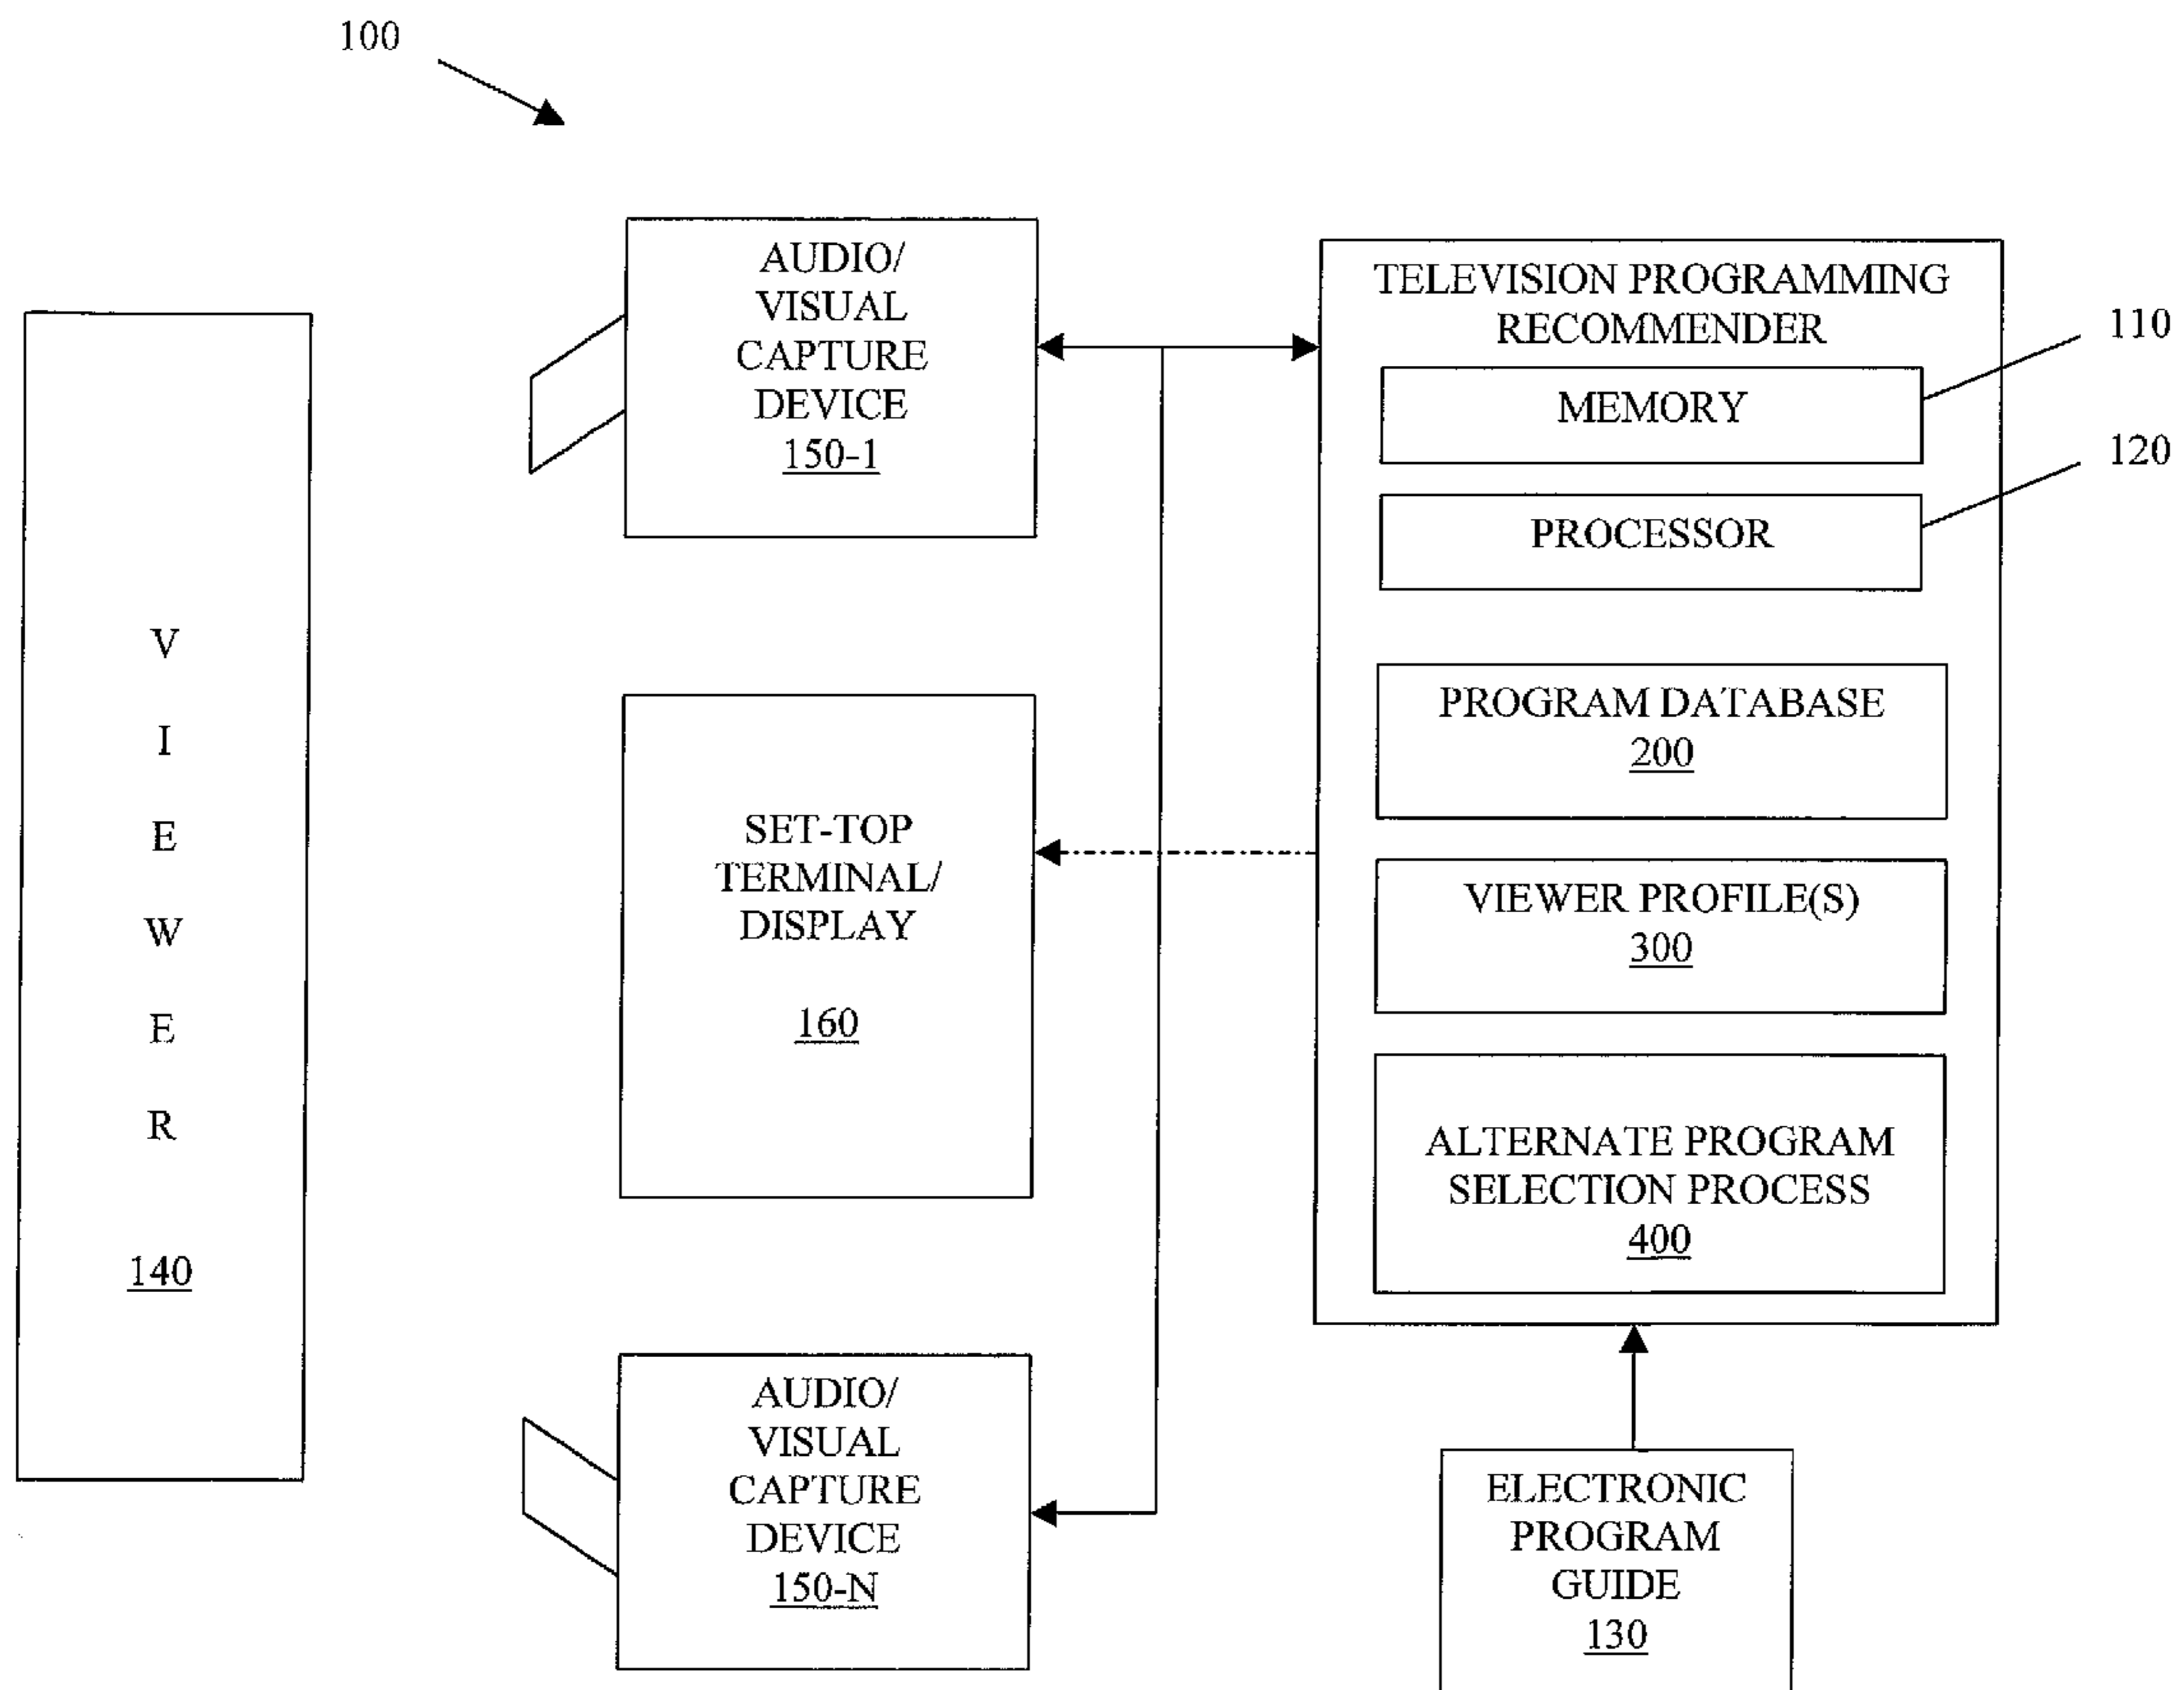 100
AUDIO/
VISUAL
CAPTURE
DEVICE
150-1
TELEVISION PROGRAMMING
RECOMMENDER
MEMORY
110
PROCESSOR
120
PROGRAM DATABASE
200
VIEWER PROFILE(S)
300
ALTERNATE PROGRAM
SELECTION PROCESS
400
V
I
E
W
E
R
140
SET-TOP
TERMINAL/
DISPLAY
160
AUDIO/
VISUAL
CAPTURE
DEVICE
150-N
ELECTRONIC
PROGRAM
GUIDE
130